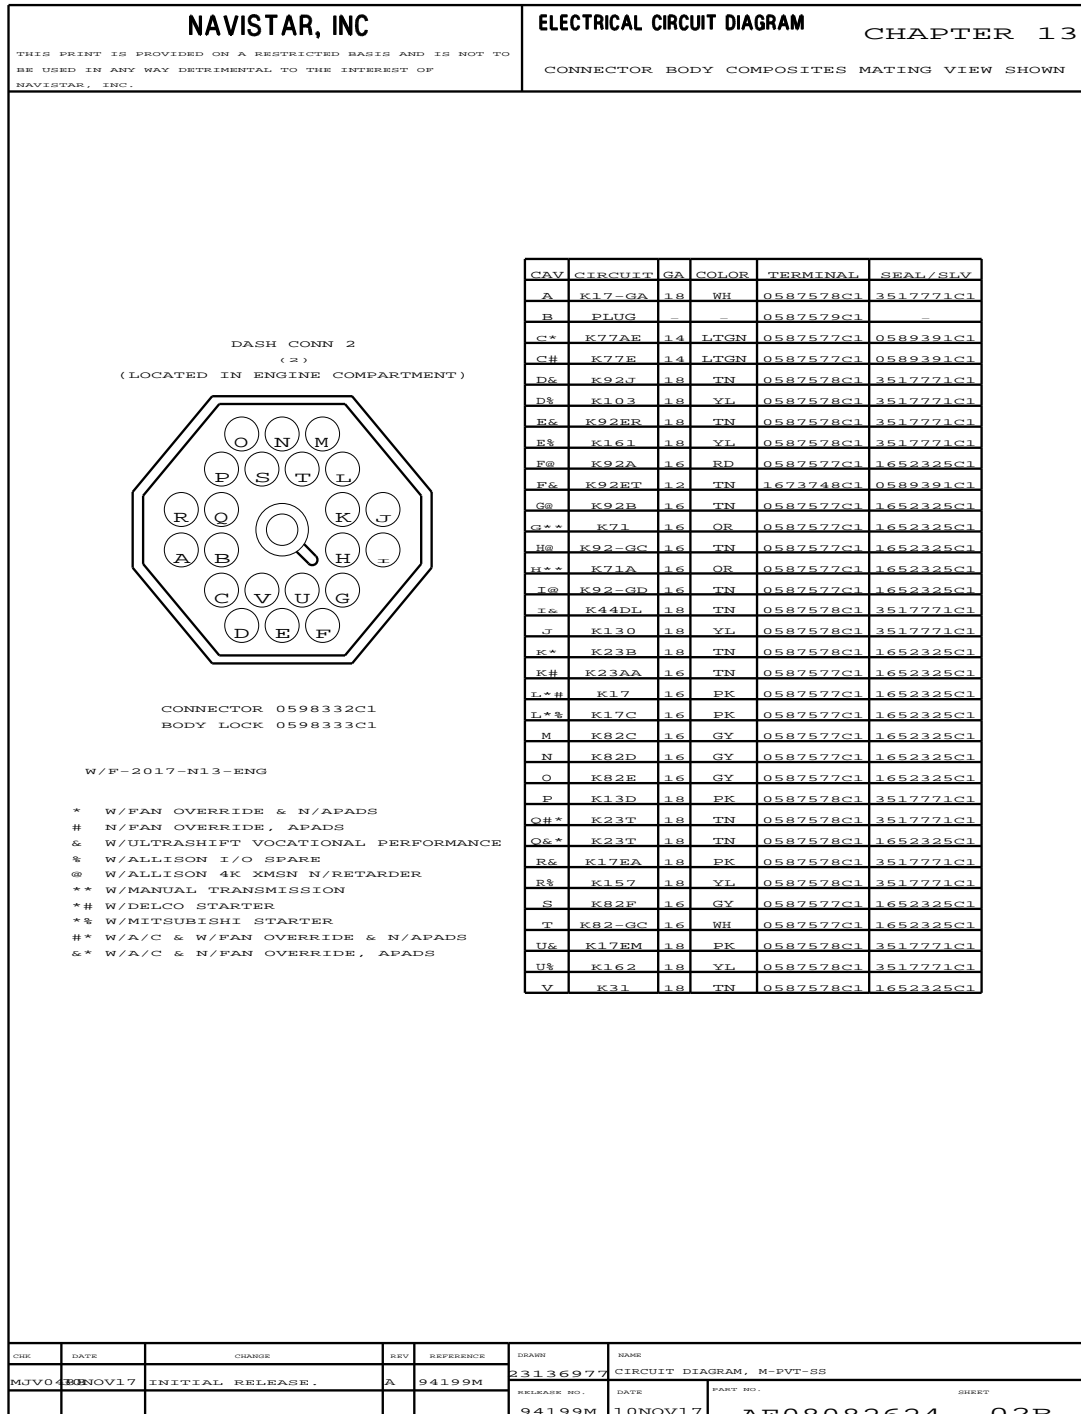 NAVISTAR, INC
THIS PRINT IS PROVIDED ON A RESTRICTED BASIS AND IS NOT TO
BE USED IN ANY WAY DETRIMENTAL TO THE INTEREST OF
NAVISTAR, INC.
ELECTRICAL CIRCUIT DIAGRAM
CHAPTER 13
CONNECTOR BODY COMPOSITES MATING VIEW SHOWN
DASH CONN 2
(2)
(LOCATED IN ENGINE COMPARTMENT)
O N M
P S T L
R Q K J
A B H I
C V U G
D E F
CONNECTOR 0598332C1
BODY LOCK 0598333C1
W/F-2017-N13-ENG
* W/FAN OVERRIDE & N/APADS
# N/FAN OVERRIDE, APADS
& W/ULTRASHIFT VOCATIONAL PERFORMANCE
% W/ALLISON I/O SPARE
@ W/ALLISON 4K XMSN N/RETARDER
** W/MANUAL TRANSMISSION
*# W/DELCO STARTER
*% W/MITSUBISHI STARTER
#* W/A/C & W/FAN OVERRIDE & N/APADS
&* W/A/C & N/FAN OVERRIDE, APADS
CAV CIRCUIT GA COLOR TERMINAL SEAL/SLV
A K17-GA 18 WH 0587578C1 3517771C1
B PLUG - - 0587579C1 -
C* K77AE 14 LTGN 0587577C1 0589391C1
C# K77E 14 LTGN 0587577C1 0589391C1
D& K92J 18 TN 0587578C1 3517771C1
D% K103 18 YL 0587578C1 3517771C1
E& K92ER 18 TN 0587578C1 3517771C1
E% K161 18 YL 0587578C1 3517771C1
F@ K92A 16 RD 0587577C1 1652325C1
F& K92ET 12 TN 1673748C1 0589391C1
G@ K92B 16 TN 0587577C1 1652325C1
G** K71 16 OR 0587577C1 1652325C1
H@ K92-GC 16 TN 0587577C1 1652325C1
H** K71A 16 OR 0587577C1 1652325C1
I@ K92-GD 16 TN 0587577C1 1652325C1
I& K44DL 18 TN 0587578C1 3517771C1
J K130 18 YL 0587578C1 3517771C1
K* K23B 18 TN 0587578C1 1652325C1
K# K23AA 16 TN 0587577C1 1652325C1
L*# K17 16 PK 0587577C1 1652325C1
L*% K17C 16 PK 0587577C1 1652325C1
M K82C 16 GY 0587577C1 1652325C1
N K82D 16 GY 0587577C1 1652325C1
O K82E 16 GY 0587577C1 1652325C1
P K13D 18 PK 0587578C1 3517771C1
Q#* K23T 18 TN 0587578C1 3517771C1
Q&* K23T 18 TN 0587578C1 1652325C1
R& K17EA 18 PK 0587578C1 3517771C1
R% K157 18 YL 0587578C1 3517771C1
S K82F 16 GY 0587577C1 1652325C1
T K82-GC 16 WH 0587577C1 1652325C1
U& K17EM 18 PK 0587578C1 3517771C1
U% K162 18 YL 0587578C1 3517771C1
V K31 18 TN 0587578C1 1652325C1
CHK DATE CHANGE REV REFERENCE DRAWN NAME
INITIAL RELEASE. A 94199M 23136977 CIRCUIT DIAGRAM, M-PVT-SS
RELEASE NO. DATE PART NO. SHEET
94199M 10NOV17